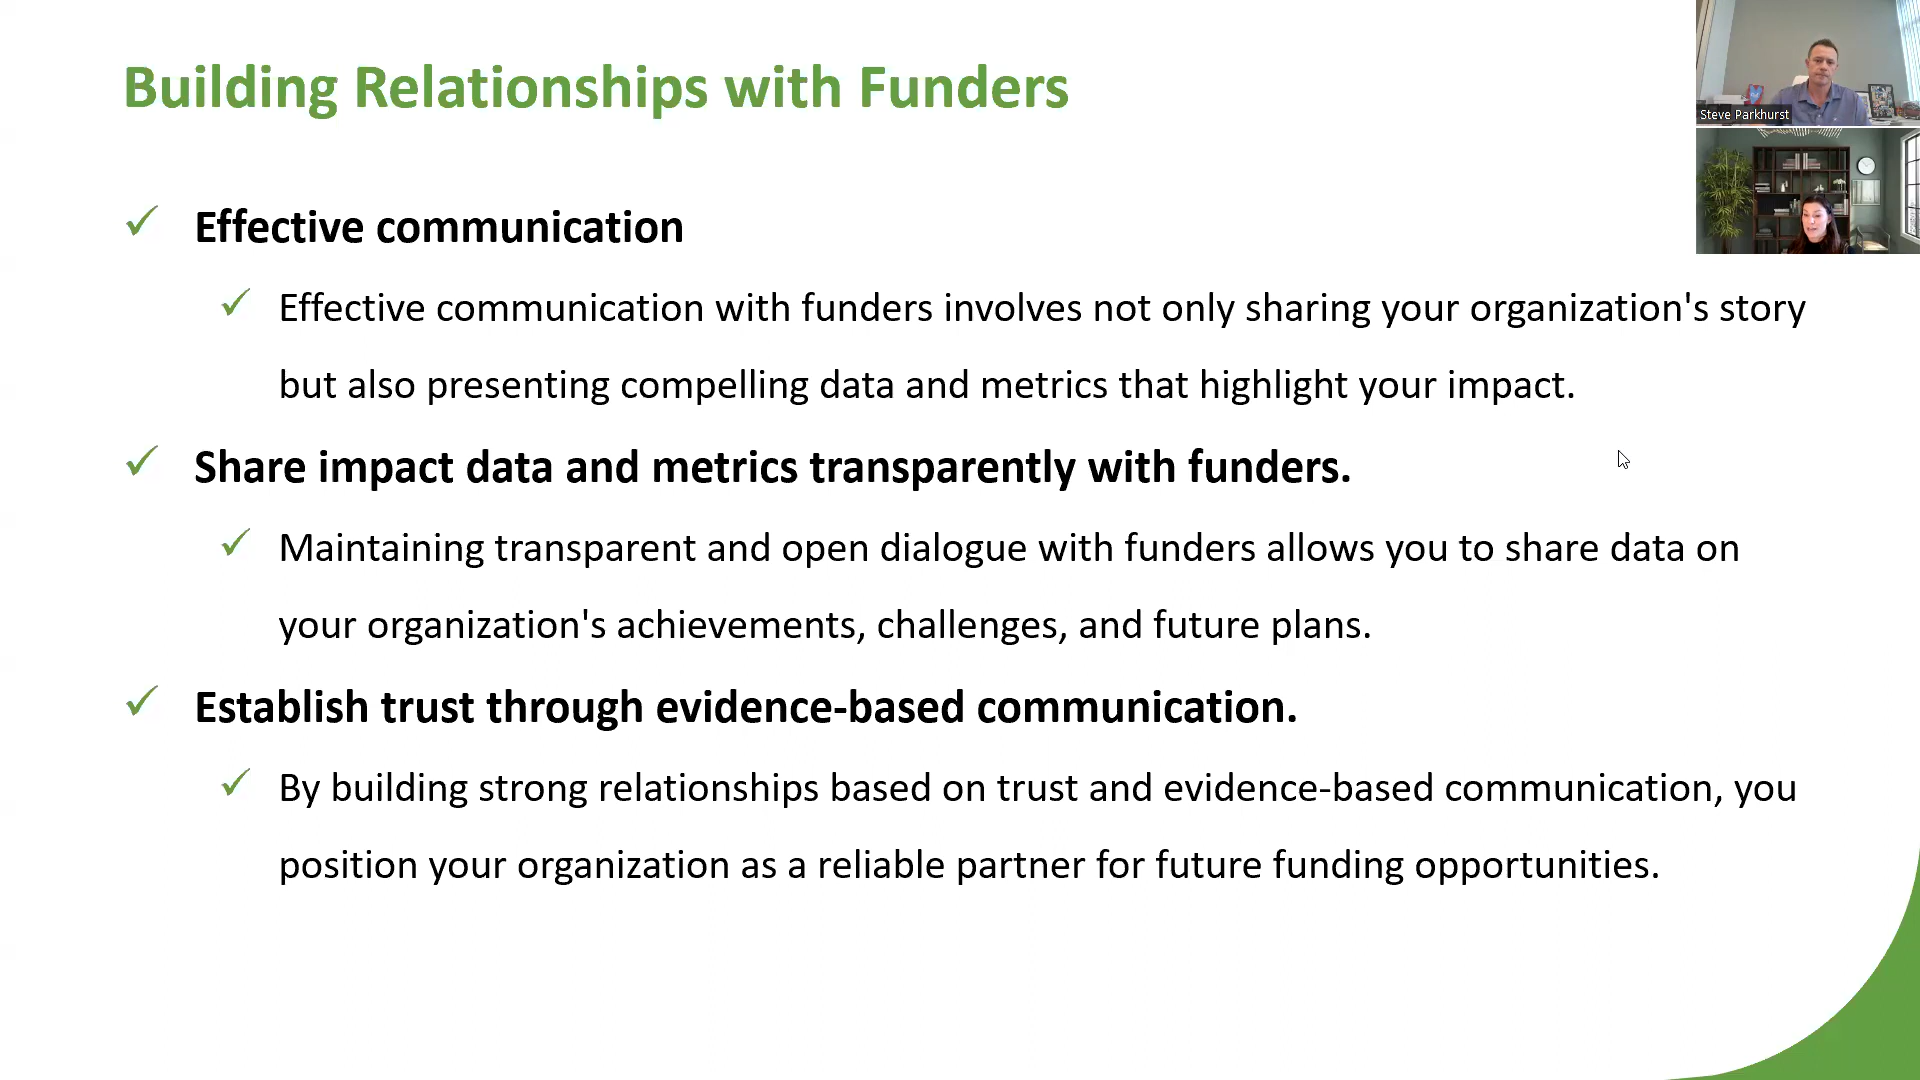 Building Relationships with Funders
Steve Parkhurst
Effective communication
Effective communication with funders involves not only sharing your organization's story
but also presenting compelling data and metrics that highlight your impact.
Share impact data and metrics transparently with funders.
Maintaining transparent and open dialogue with funders allows you to share data on
your organization's achievements, challenges, and future plans.
Establish trust through evidence-based communication.
By building strong relationships based on trust and evidence-based communication, you
position your organization as a reliable partner for future funding opportunities.